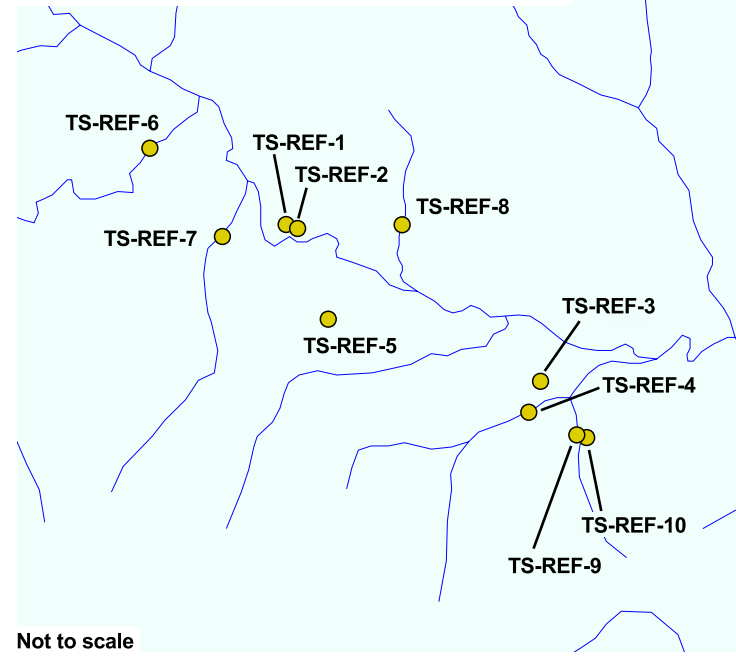 TS-REF-6
TS-REF-1
TS-REF-2
TS-REF-8
TS-REF-7
TS-REF-3
TS-REF-5
TS-REF-4
TS-REF-10
TS-REF-9
Not to scale